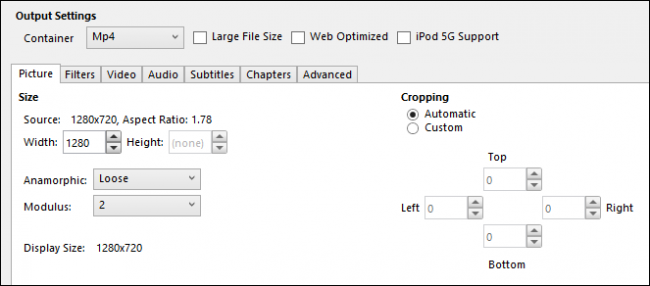 Output Settings
Container Mp4 Large File Size Web Optimized iPod 5G Support
Picture Filters Video Audio Subtitles Chapters Advanced
Size
Source: 1280x720, Aspect Ratio: 1.78
Width: 1280 Height: (none)
Anamorphic: Loose
Modulus: 2
Display Size: 1280x720
Cropping
Automatic
Custom
Top
0
Left 0 0 Right
0
Bottom